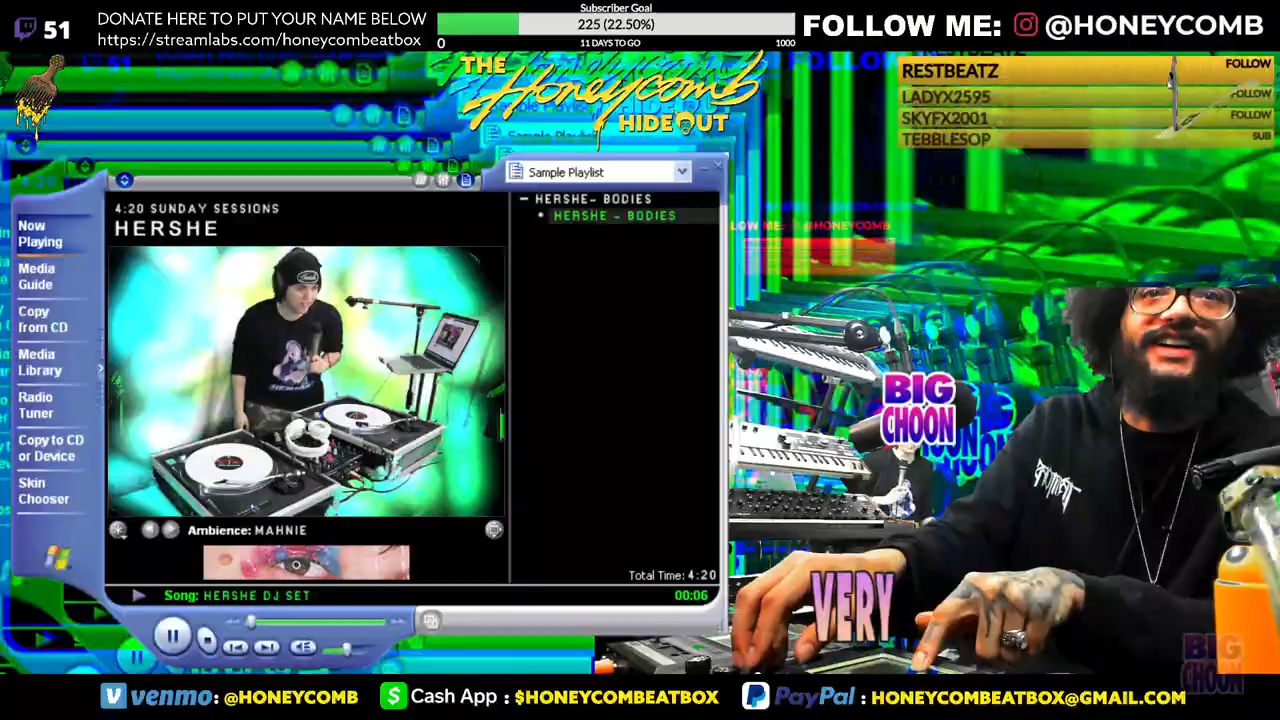 51
DONATE HERE TO PUT YOUR NAME BELOW
https://streamlabs.com/honeycombeatbox
Subscriber Goal
225 (22.50%)
0
11 DAYS TO GO
1000
FOLLOW ME: @HONEYCOMB
THE
Honeycomb
HIDEOUT
RESTBEATZ FOLLOW
LADYX2595 FOLLOW
SKYFX2001 FOLLOW
TEBBLESOP SUB
Sample Playlist
HERSHE- BODIES
HERSHE - BODIES
4:20 SUNDAY SESSIONS
HERSHE
Now
Playing
Media
Guide
Copy
from CD
Media
Library
Radio
Tuner
Copy to CD
or Device
Skin
Chooser
Ambience: MAHNIE
Total Time: 4:20
Song: HERSHE DJ SET
00:06
BIG
CHOON
VERY
BIG
CHOON
venmo: @HONEYCOMB
Cash App : $HONEYCOMBEATBOX
PayPal : HONEYCOMBEATBOX@GMAIL.COM